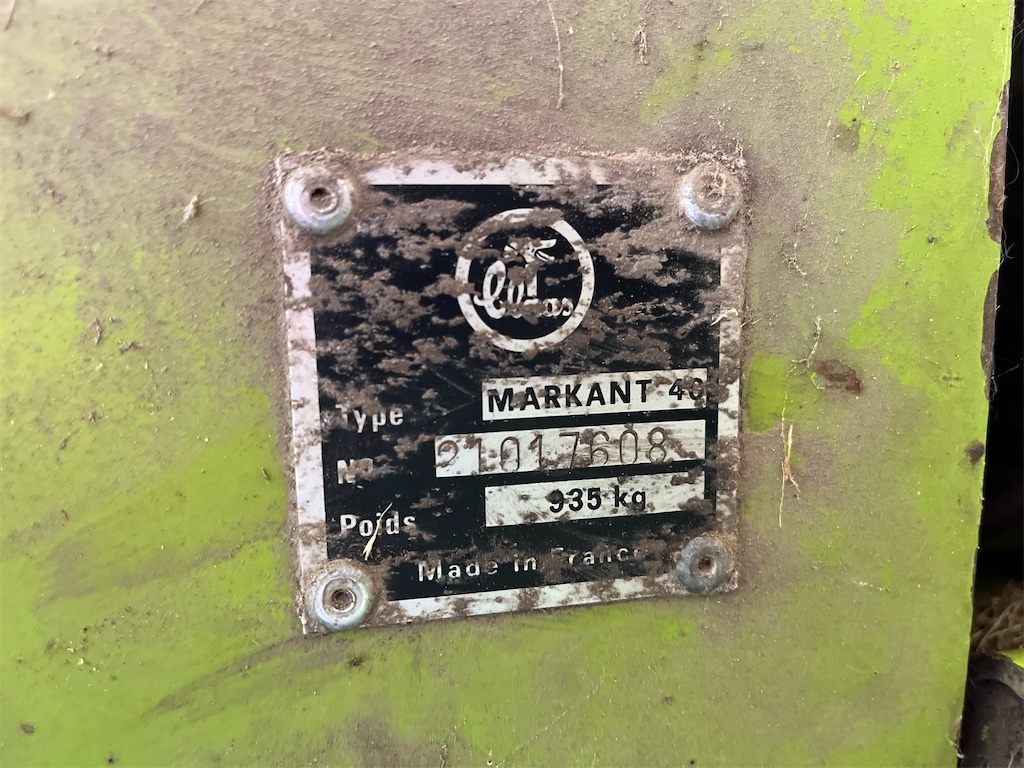 Claas
Type MARKANT 40
No 21017608
Poids 935 kg
Made in France